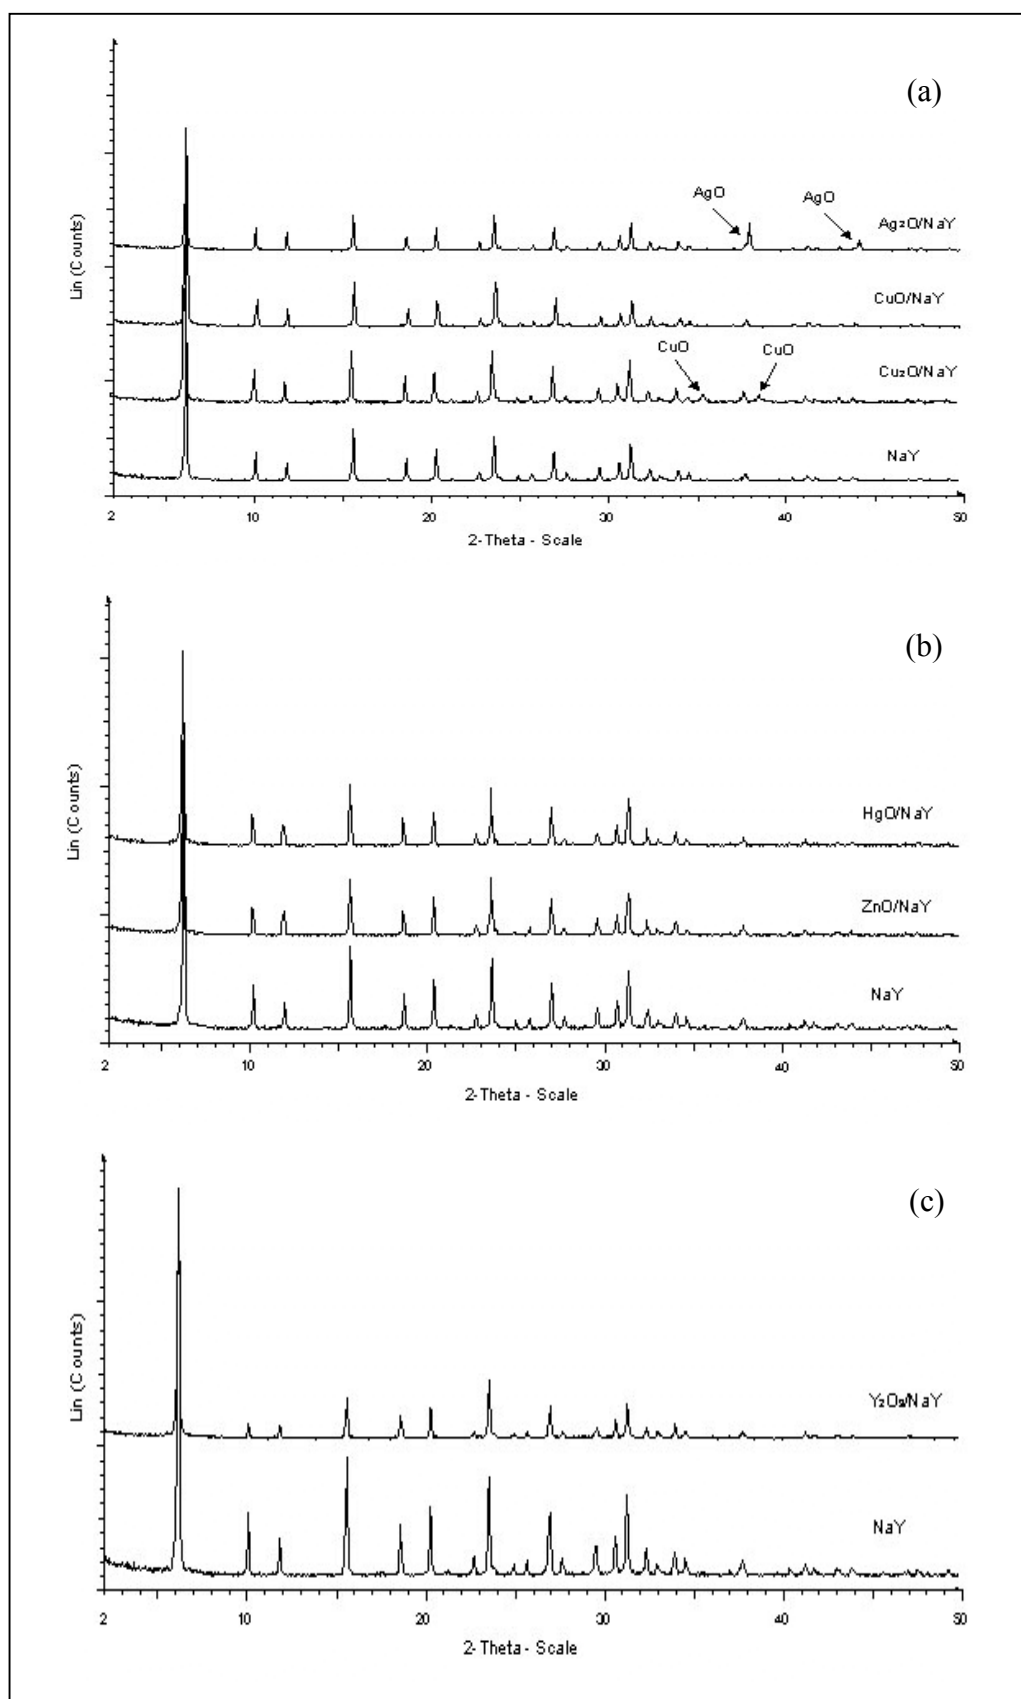 (a)
AgO
AgO
Ag₂O/NaY
CuO/NaY
CuO
CuO
Cu₂O/NaY
NaY
Lin (Counts)
2 10 20 30 40 50
2-Theta - Scale
(b)
HgO/NaY
ZnO/NaY
NaY
Lin (Counts)
2 10 20 30 40 50
2-Theta - Scale
(c)
Y₂O₃/NaY
NaY
Lin (Counts)
2 10 20 30 40 50
2-Theta - Scale